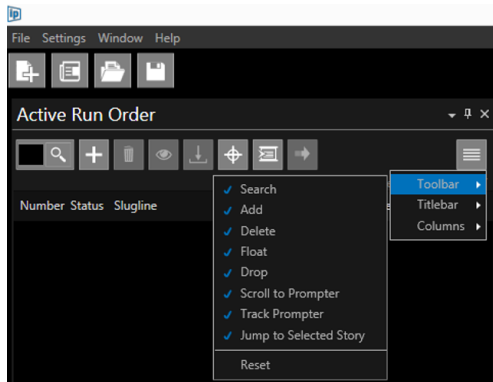 ip
File Settings Window Help
Active Run Order
Toolbar
Titlebar
Columns
Number Status Slugline
Search
Add
Delete
Float
Drop
Scroll to Prompter
Track Prompter
Jump to Selected Story
Reset